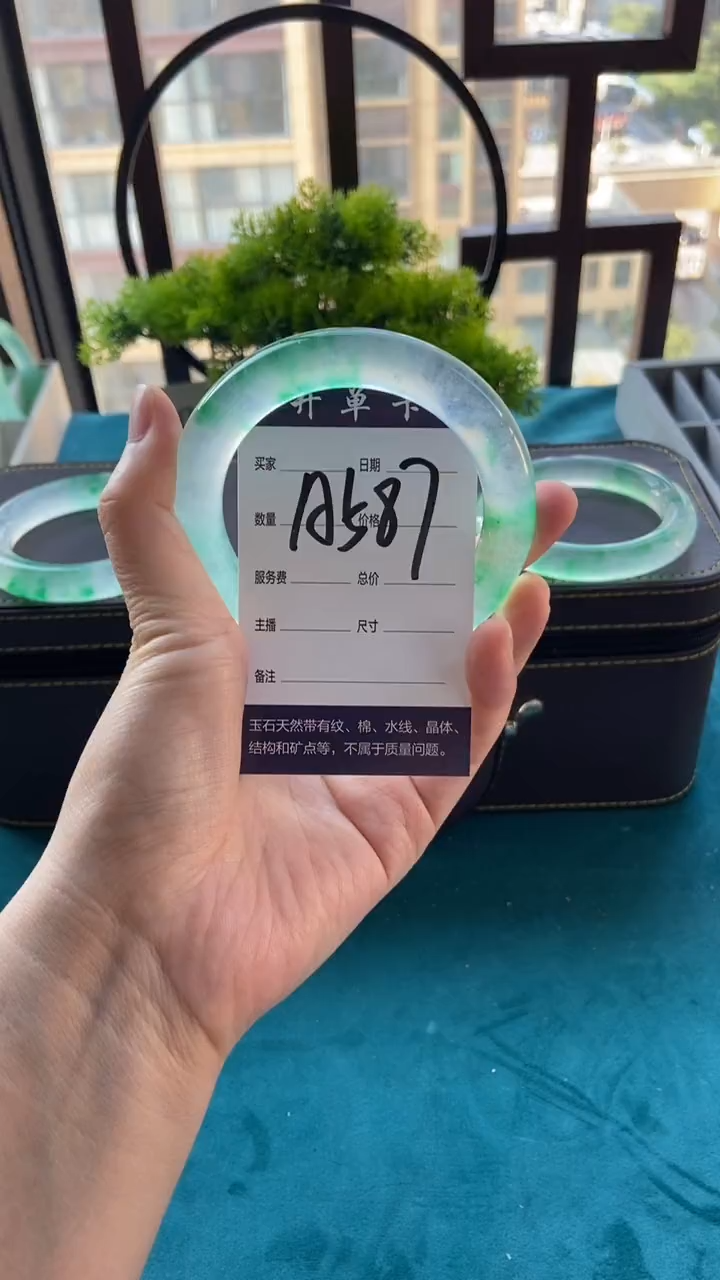 开单卡
买家 日期
A587
数量 价格
服务费 总价
主播 尺寸
备注
玉石天然带有纹、棉、水线、晶体、
结构和矿点等，不属于质量问题。